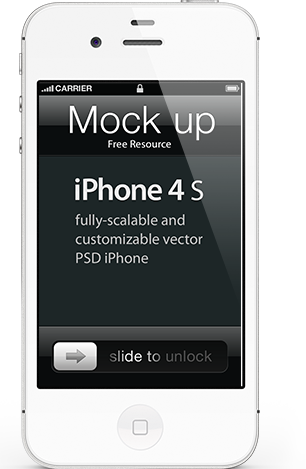 CARRIER
Mock up
Free Resource
iPhone 4 S
fully-scalable and
customizable vector
PSD iPhone
slide to unlock